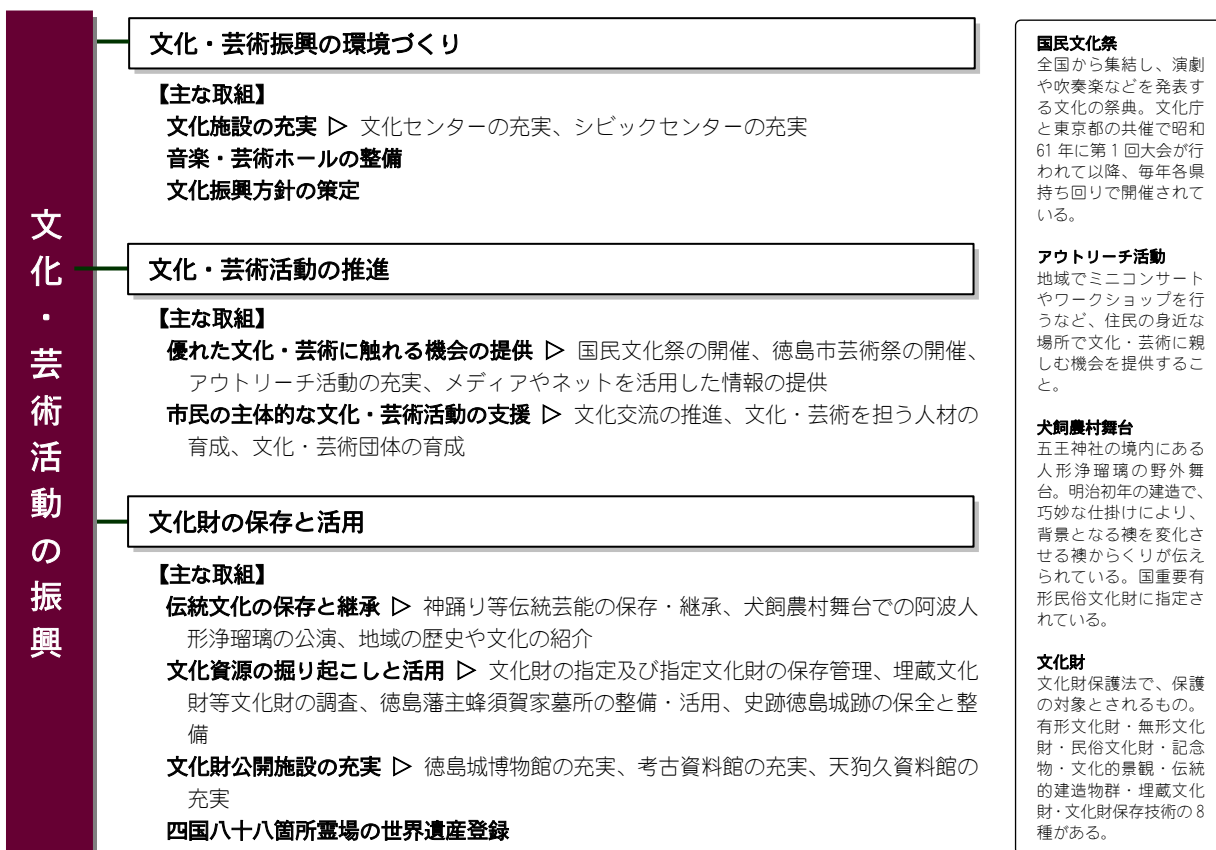 文化・芸術活動の振興
文化・芸術振興の環境づくり
【主な取組】
文化施設の充実 ▷ 文化センターの充実、シビックセンターの充実
音楽・芸術ホールの整備
文化振興方針の策定
文化・芸術活動の推進
【主な取組】
優れた文化・芸術に触れる機会の提供 ▷ 国民文化祭の開催、徳島市芸術祭の開催、
アウトリーチ活動の充実、メディアやネットを活用した情報の提供
市民の主体的な文化・芸術活動の支援 ▷ 文化交流の推進、文化・芸術を担う人材の
育成、文化・芸術団体の育成
文化財の保存と活用
【主な取組】
伝統文化の保存と継承 ▷ 神踊り等伝統芸能の保存・継承、犬飼農村舞台での阿波人
形浄瑠璃の公演、地域の歴史や文化の紹介
文化資源の掘り起こしと活用 ▷ 文化財の指定及び指定文化財の保存管理、埋蔵文化
財等文化財の調査、徳島藩主蜂須賀家墓所の整備・活用、史跡徳島城跡の保全と整
備
文化財公開施設の充実 ▷ 徳島城博物館の充実、考古資料館の充実、天狗久資料館の
充実
四国八十八箇所霊場の世界遺産登録
国民文化祭
全国から集結し、演劇
や吹奏楽などを発表す
る文化の祭典。文化庁
と東京都の共催で昭和
61 年に第1回大会が行
われて以降、毎年各県
持ち回りで開催されて
いる。
アウトリーチ活動
地域でミニコンサート
やワークショップを行
うなど、住民の身近な
場所で文化・芸術に親
しむ機会を提供するこ
と。
犬飼農村舞台
五王神社の境内にある
人形浄瑠璃の野外舞
台。明治初年の建造で、
巧妙な仕掛けにより、
背景となる襖を変化さ
せる襖からくりが伝え
られている。国重要有
形民俗文化財に指定さ
れている。
文化財
文化財保護法で、保護
の対象とされるもの。
有形文化財・無形文化
財・民俗文化財・記念
物・文化的景観・伝統
的建造物群・埋蔵文化
財・文化財保存技術の8
種がある。